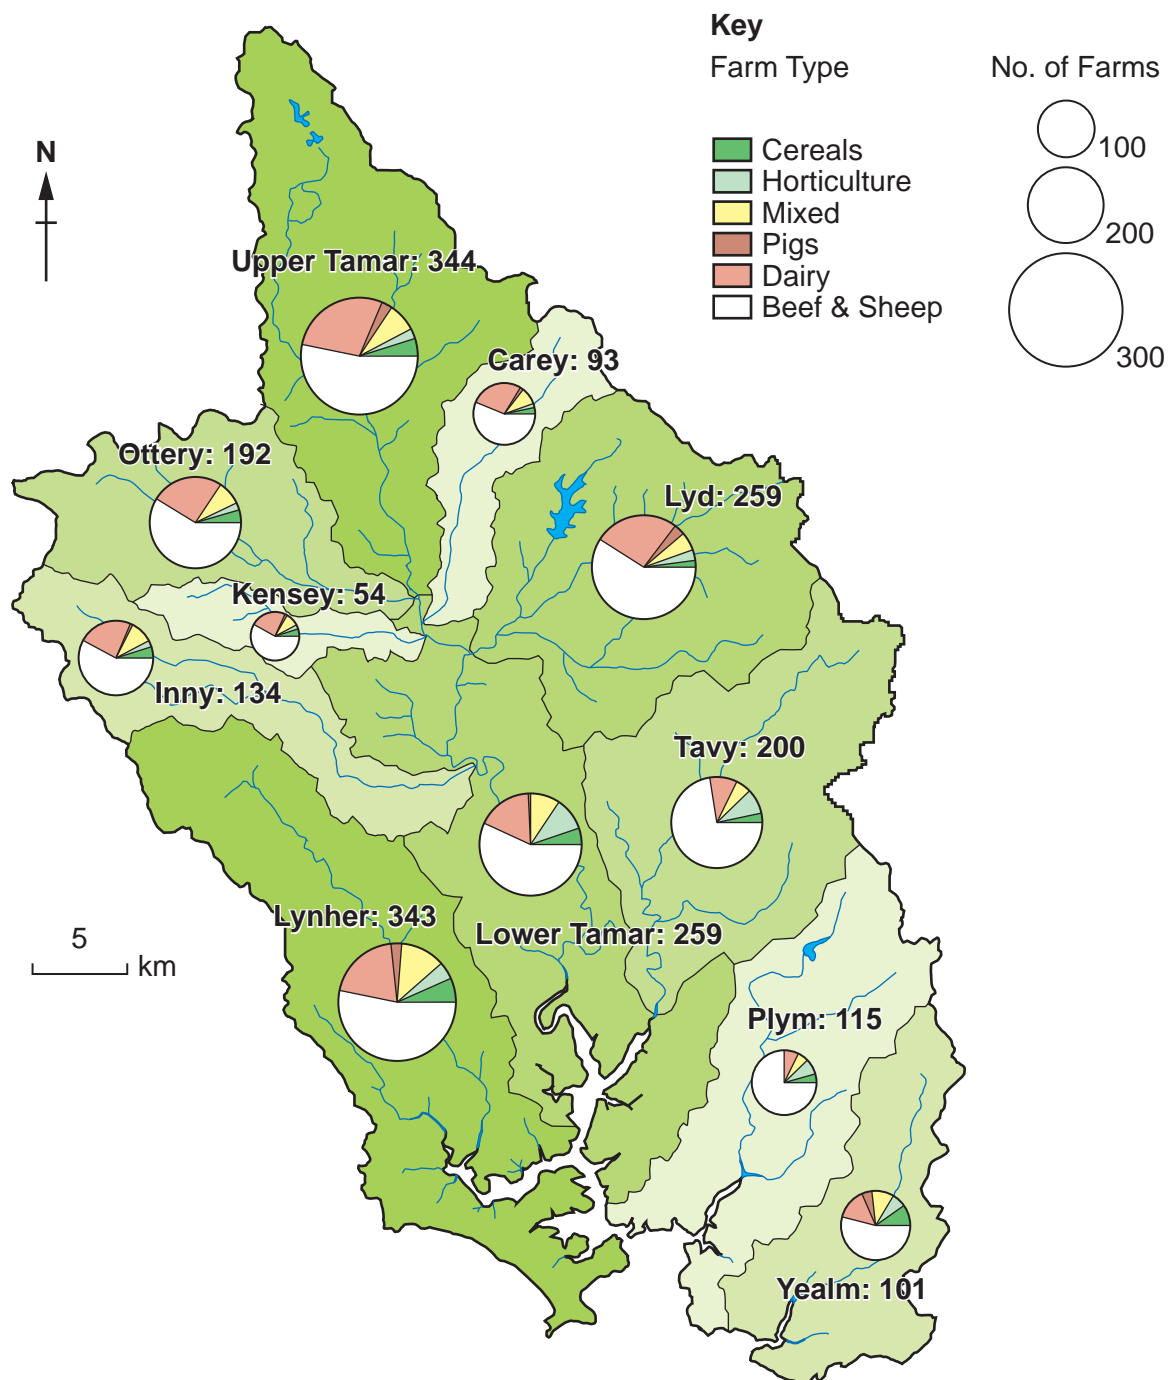 Key
Farm Type
No. of Farms
Cereals
Horticulture
Mixed
Pigs
Dairy
Beef & Sheep
100
200
300
N
Upper Tamar: 344
Carey: 93
Ottery: 192
Lyd: 259
Kensey: 54
Inny: 134
Tavy: 200
Lynher: 343
Lower Tamar: 259
5
km
Plym: 115
Yealm: 101